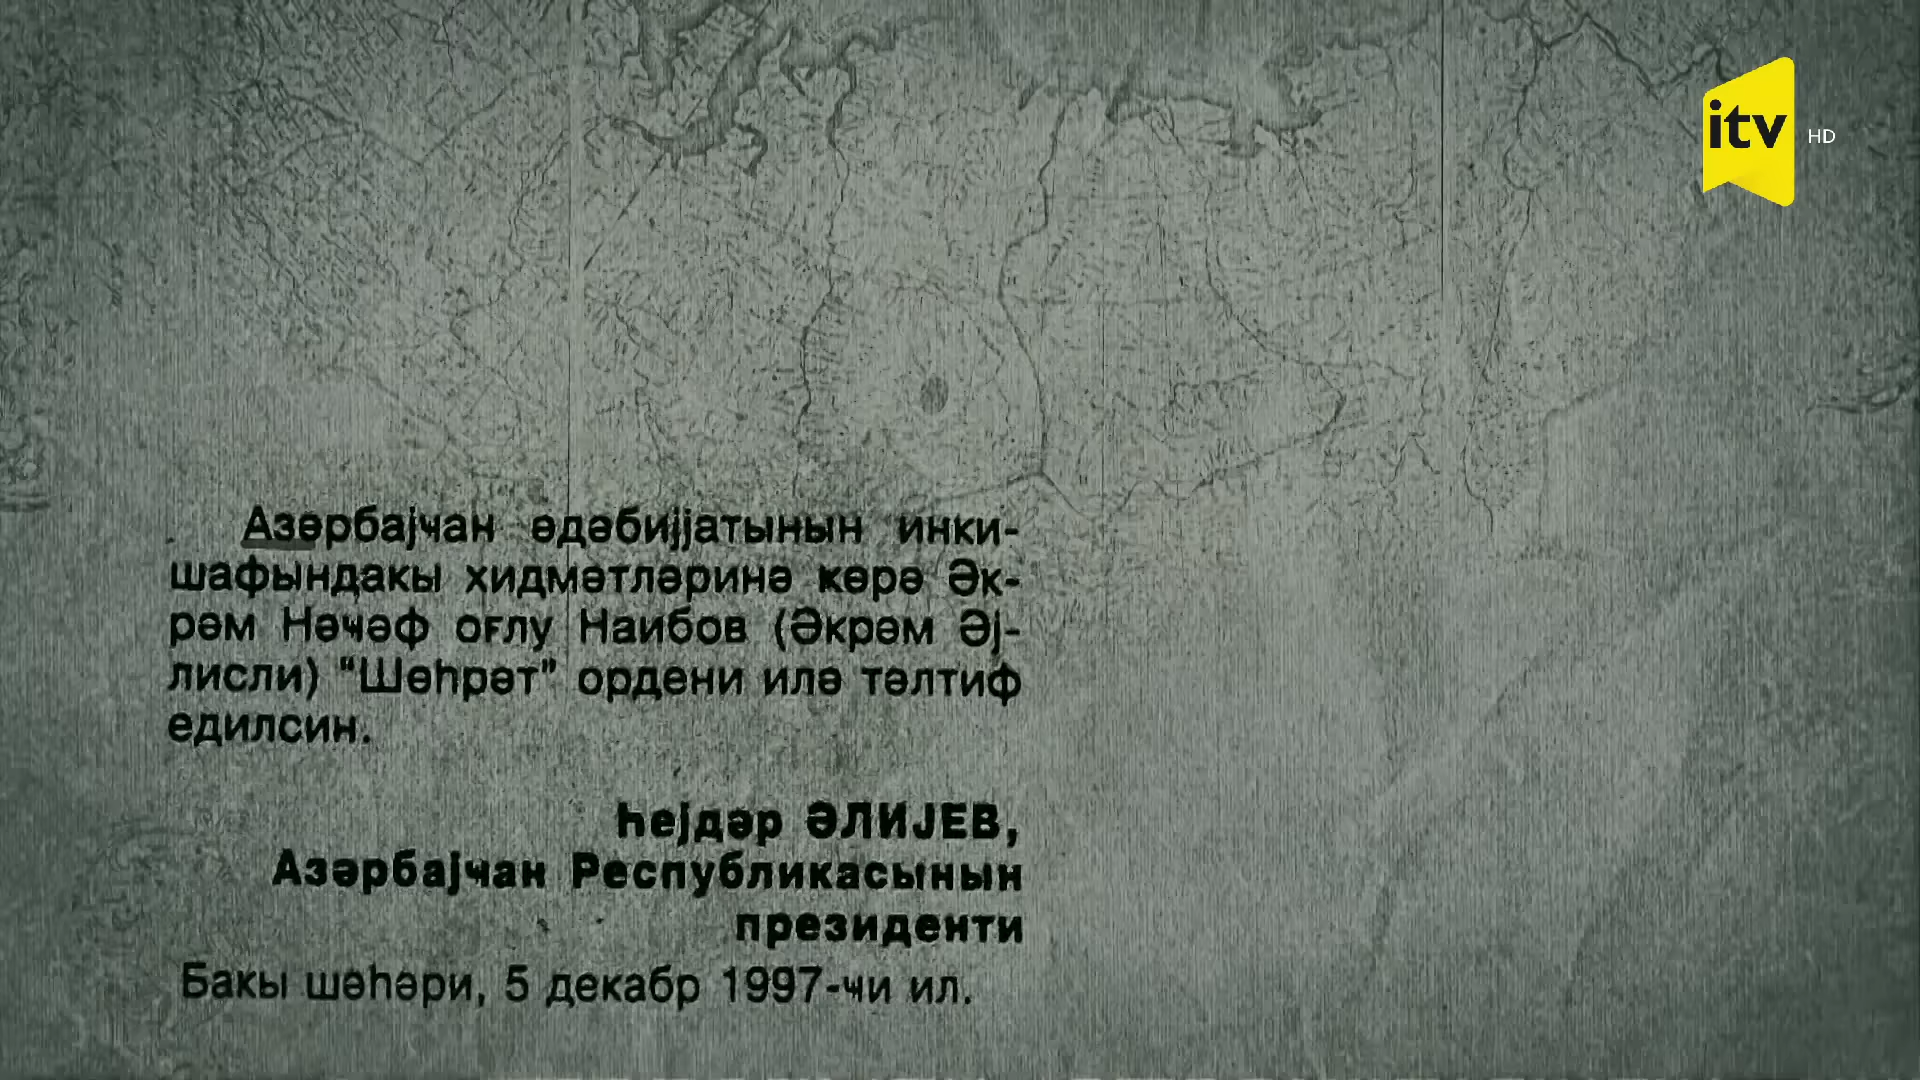 itv HD
Азәрбајҹан әдәбијјатынын инки-
шафындакы хидмәтләринә көрә Әк-
рәм Нәҹәф оғлу Наибов (Әкрәм Әј-
лисли) “Шөһрәт” ордени илә тәлтиф
едилсин.
Һејдәр ӘЛИЈЕВ,
Азәрбајҹан Республикасынын
президенти
Бакы шәһәри, 5 декабр 1997-ҹи ил.